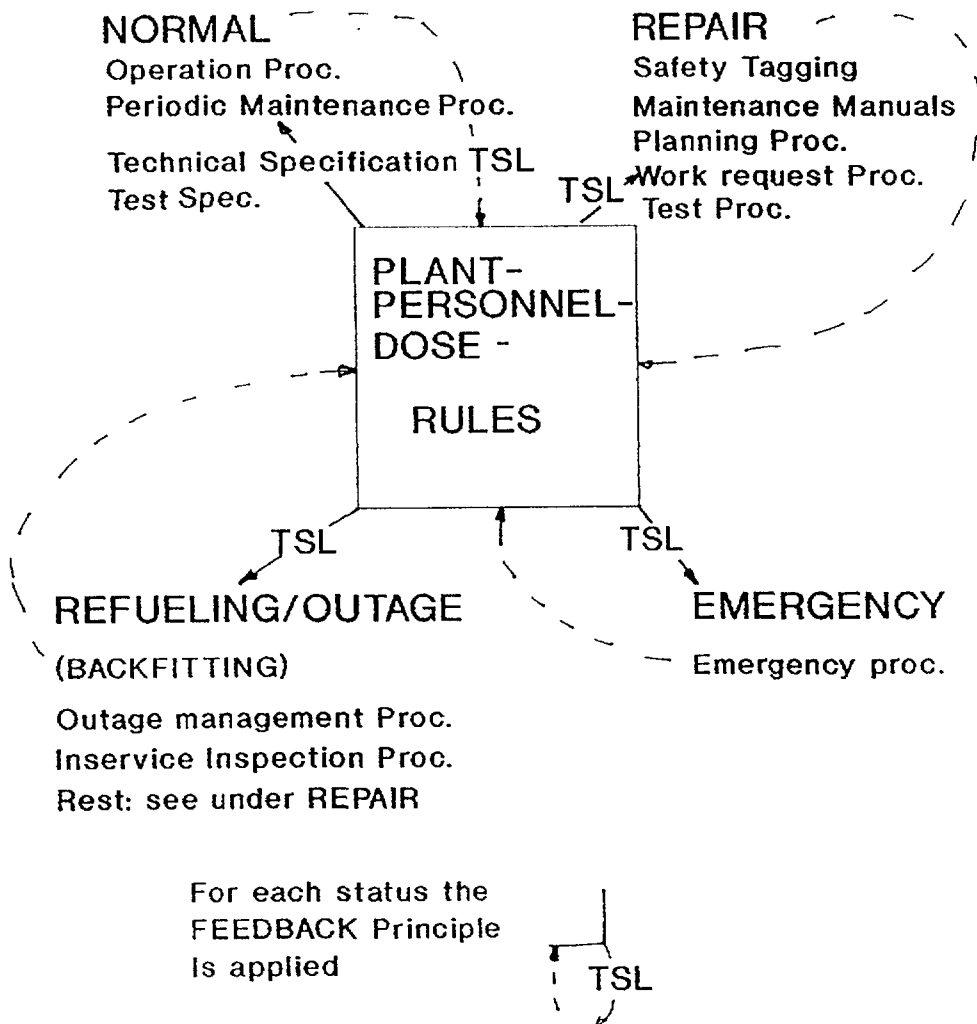 NORMAL
Operation Proc.
Periodic Maintenance Proc.
Technical Specification TSL
Test Spec.
REPAIR
Safety Tagging
Maintenance Manuals
Planning Proc.
TSL Work request Proc.
Test Proc.
PLANT-
PERSONNEL-
DOSE -
RULES
TSL
REFUELING/OUTAGE
(BACKFITTING)
Outage management Proc.
Inservice Inspection Proc.
Rest: see under REPAIR
TSL
EMERGENCY
Emergency proc.
For each status the
FEEDBACK Principle
is applied
TSL